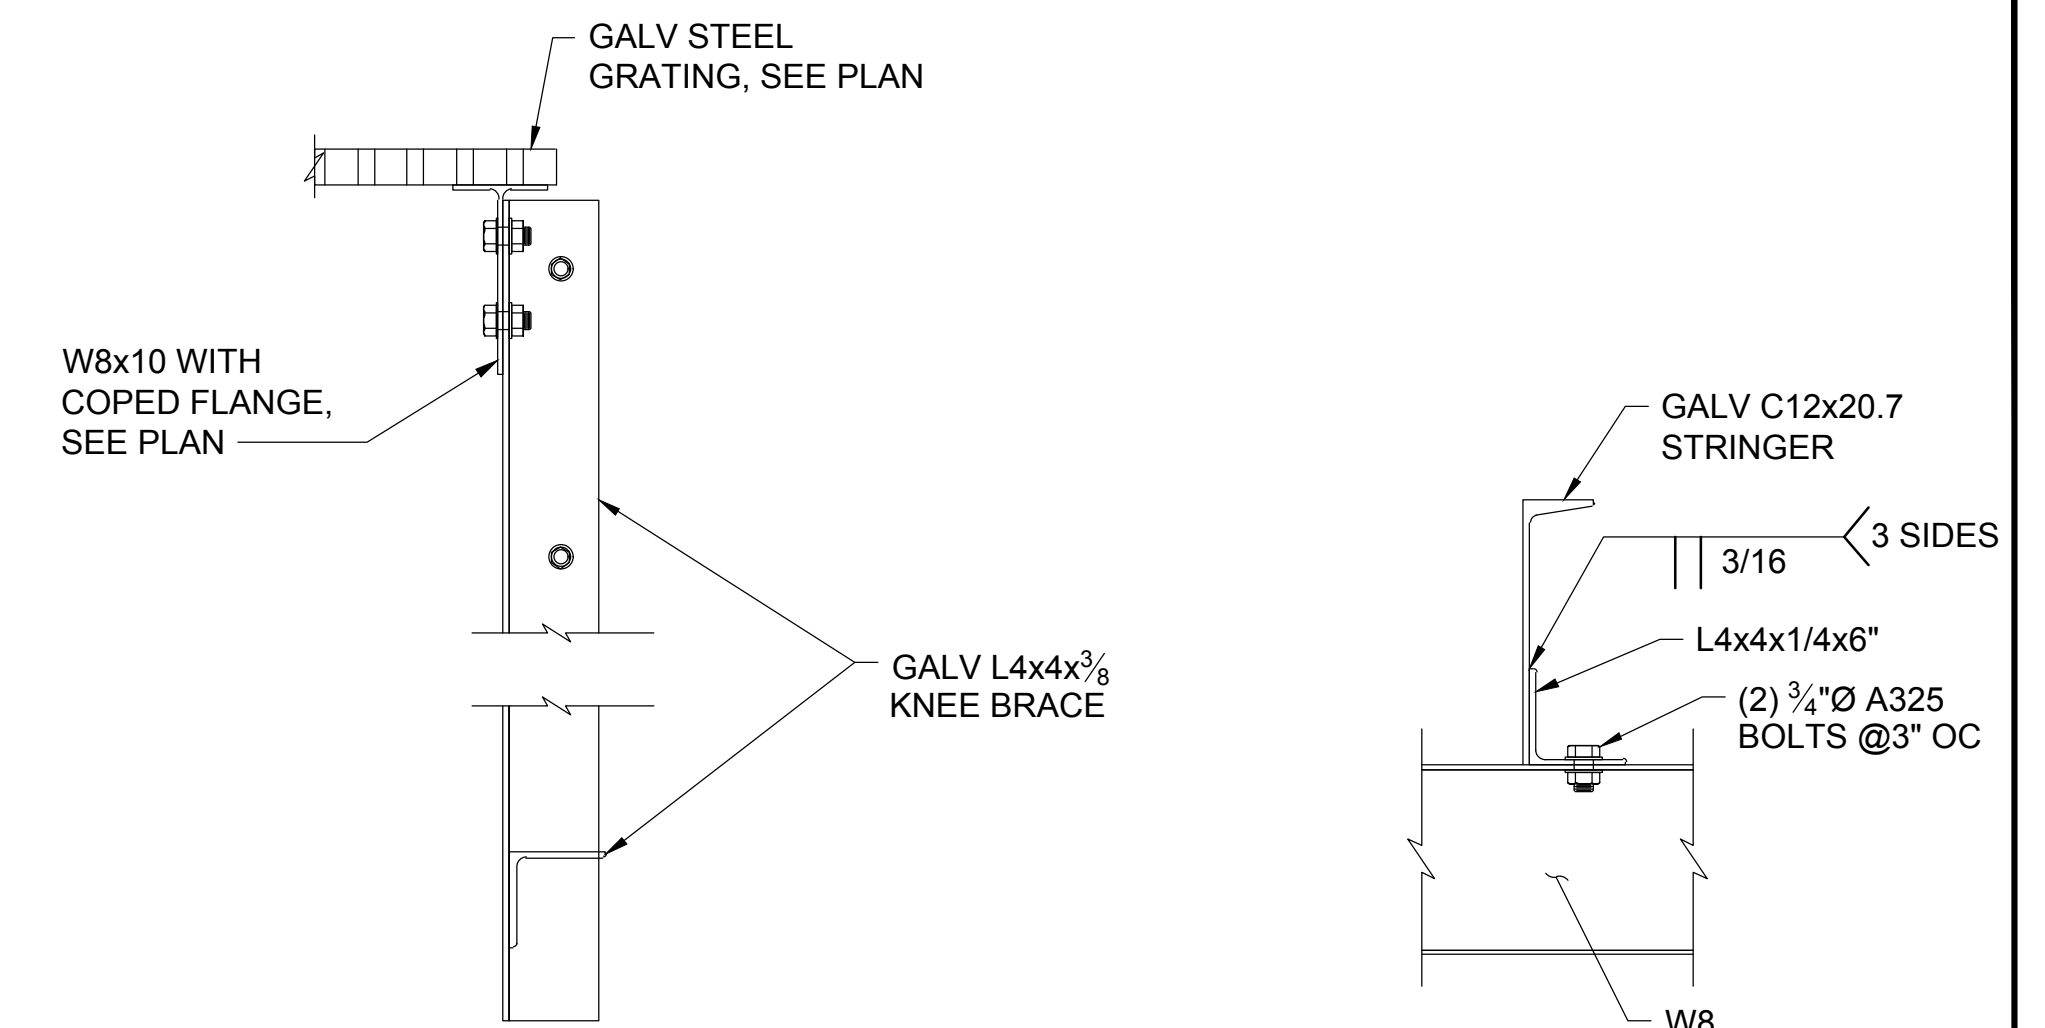 GALV STEEL
GRATING, SEE PLAN
W8x10 WITH
COPED FLANGE,
SEE PLAN
GALV L4x4x3/8
KNEE BRACE
GALV C12x20.7
STRINGER
3 SIDES
3/16
L4x4x1/4x6"
(2) 3/4"Ø A325
BOLTS @3" OC
W8